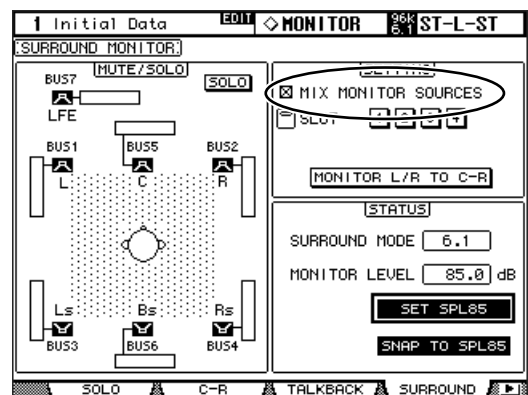 1 Initial Data EDIT ◇MONITOR 96K 6.1 ST-L-ST
SURROUND MONITOR
MUTE/SOLO
SOLO
BUS7
LFE
BUS1 BUS5 BUS2
L C R
Ls Bs Rs
BUS3 BUS6 BUS4
MIX MONITOR SOURCES
SLOT 1 2 3 4
MONITOR L/R TO C-R
STATUS
SURROUND MODE 6.1
MONITOR LEVEL 85.0 dB
SET SPL85
SNAP TO SPL85
SOLO C-R TALKBACK SURROUND